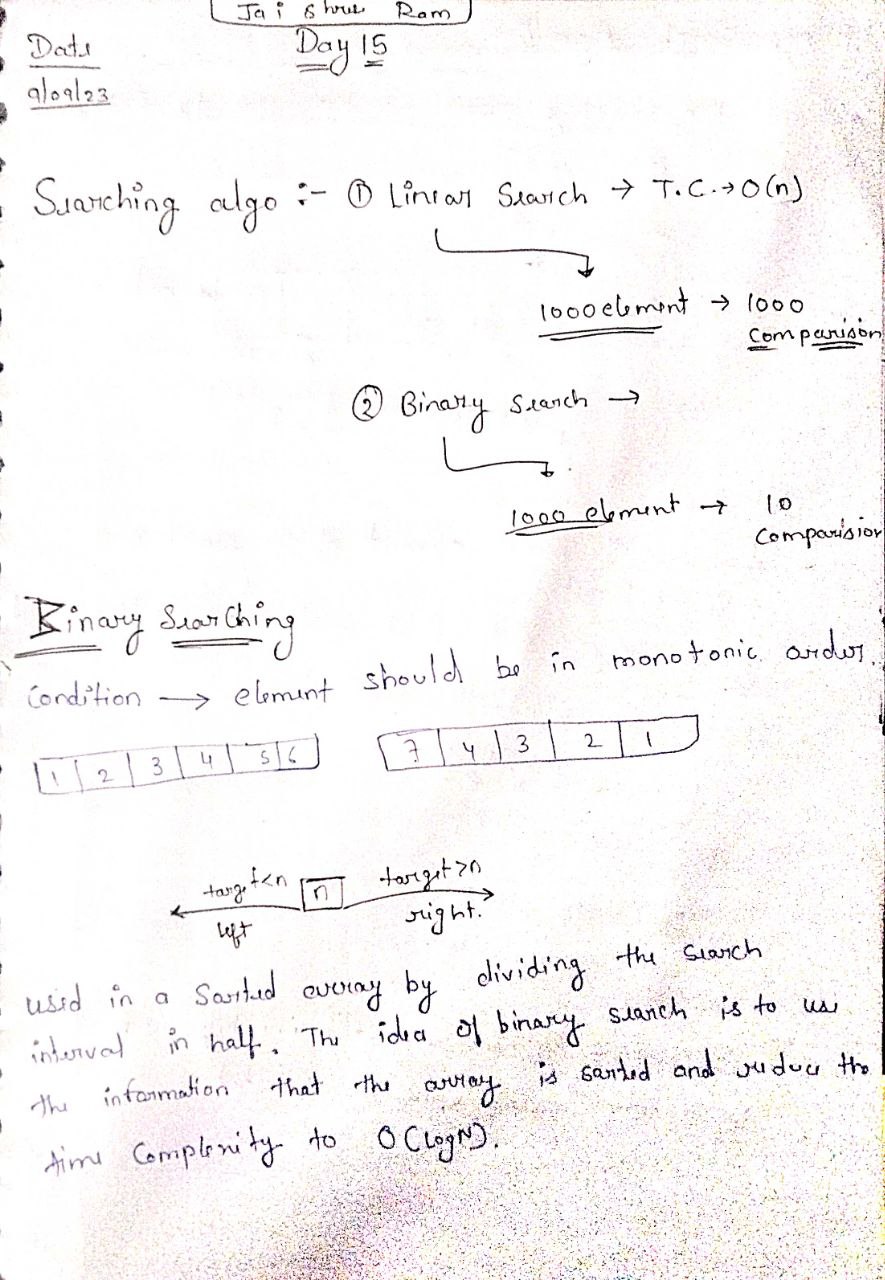 Jai Shree Ram
Day 15
Date
9/09/23
Searching algo :- ① Linear Search → T.C.→O(n)
1000 element → 1000
Comparison
② Binary Search →
1000 element → 10
Comparision
Binary Searching
Condition → element should be in monotonic order.
1 2 3 4 5 6
7 4 3 2 1
target<n n target>n
left right.
used in a Sorted array by dividing the search
interval in half. The idea of binary search is to use
the information that the array is sorted and reduce the
time Complexity to O(LogN).